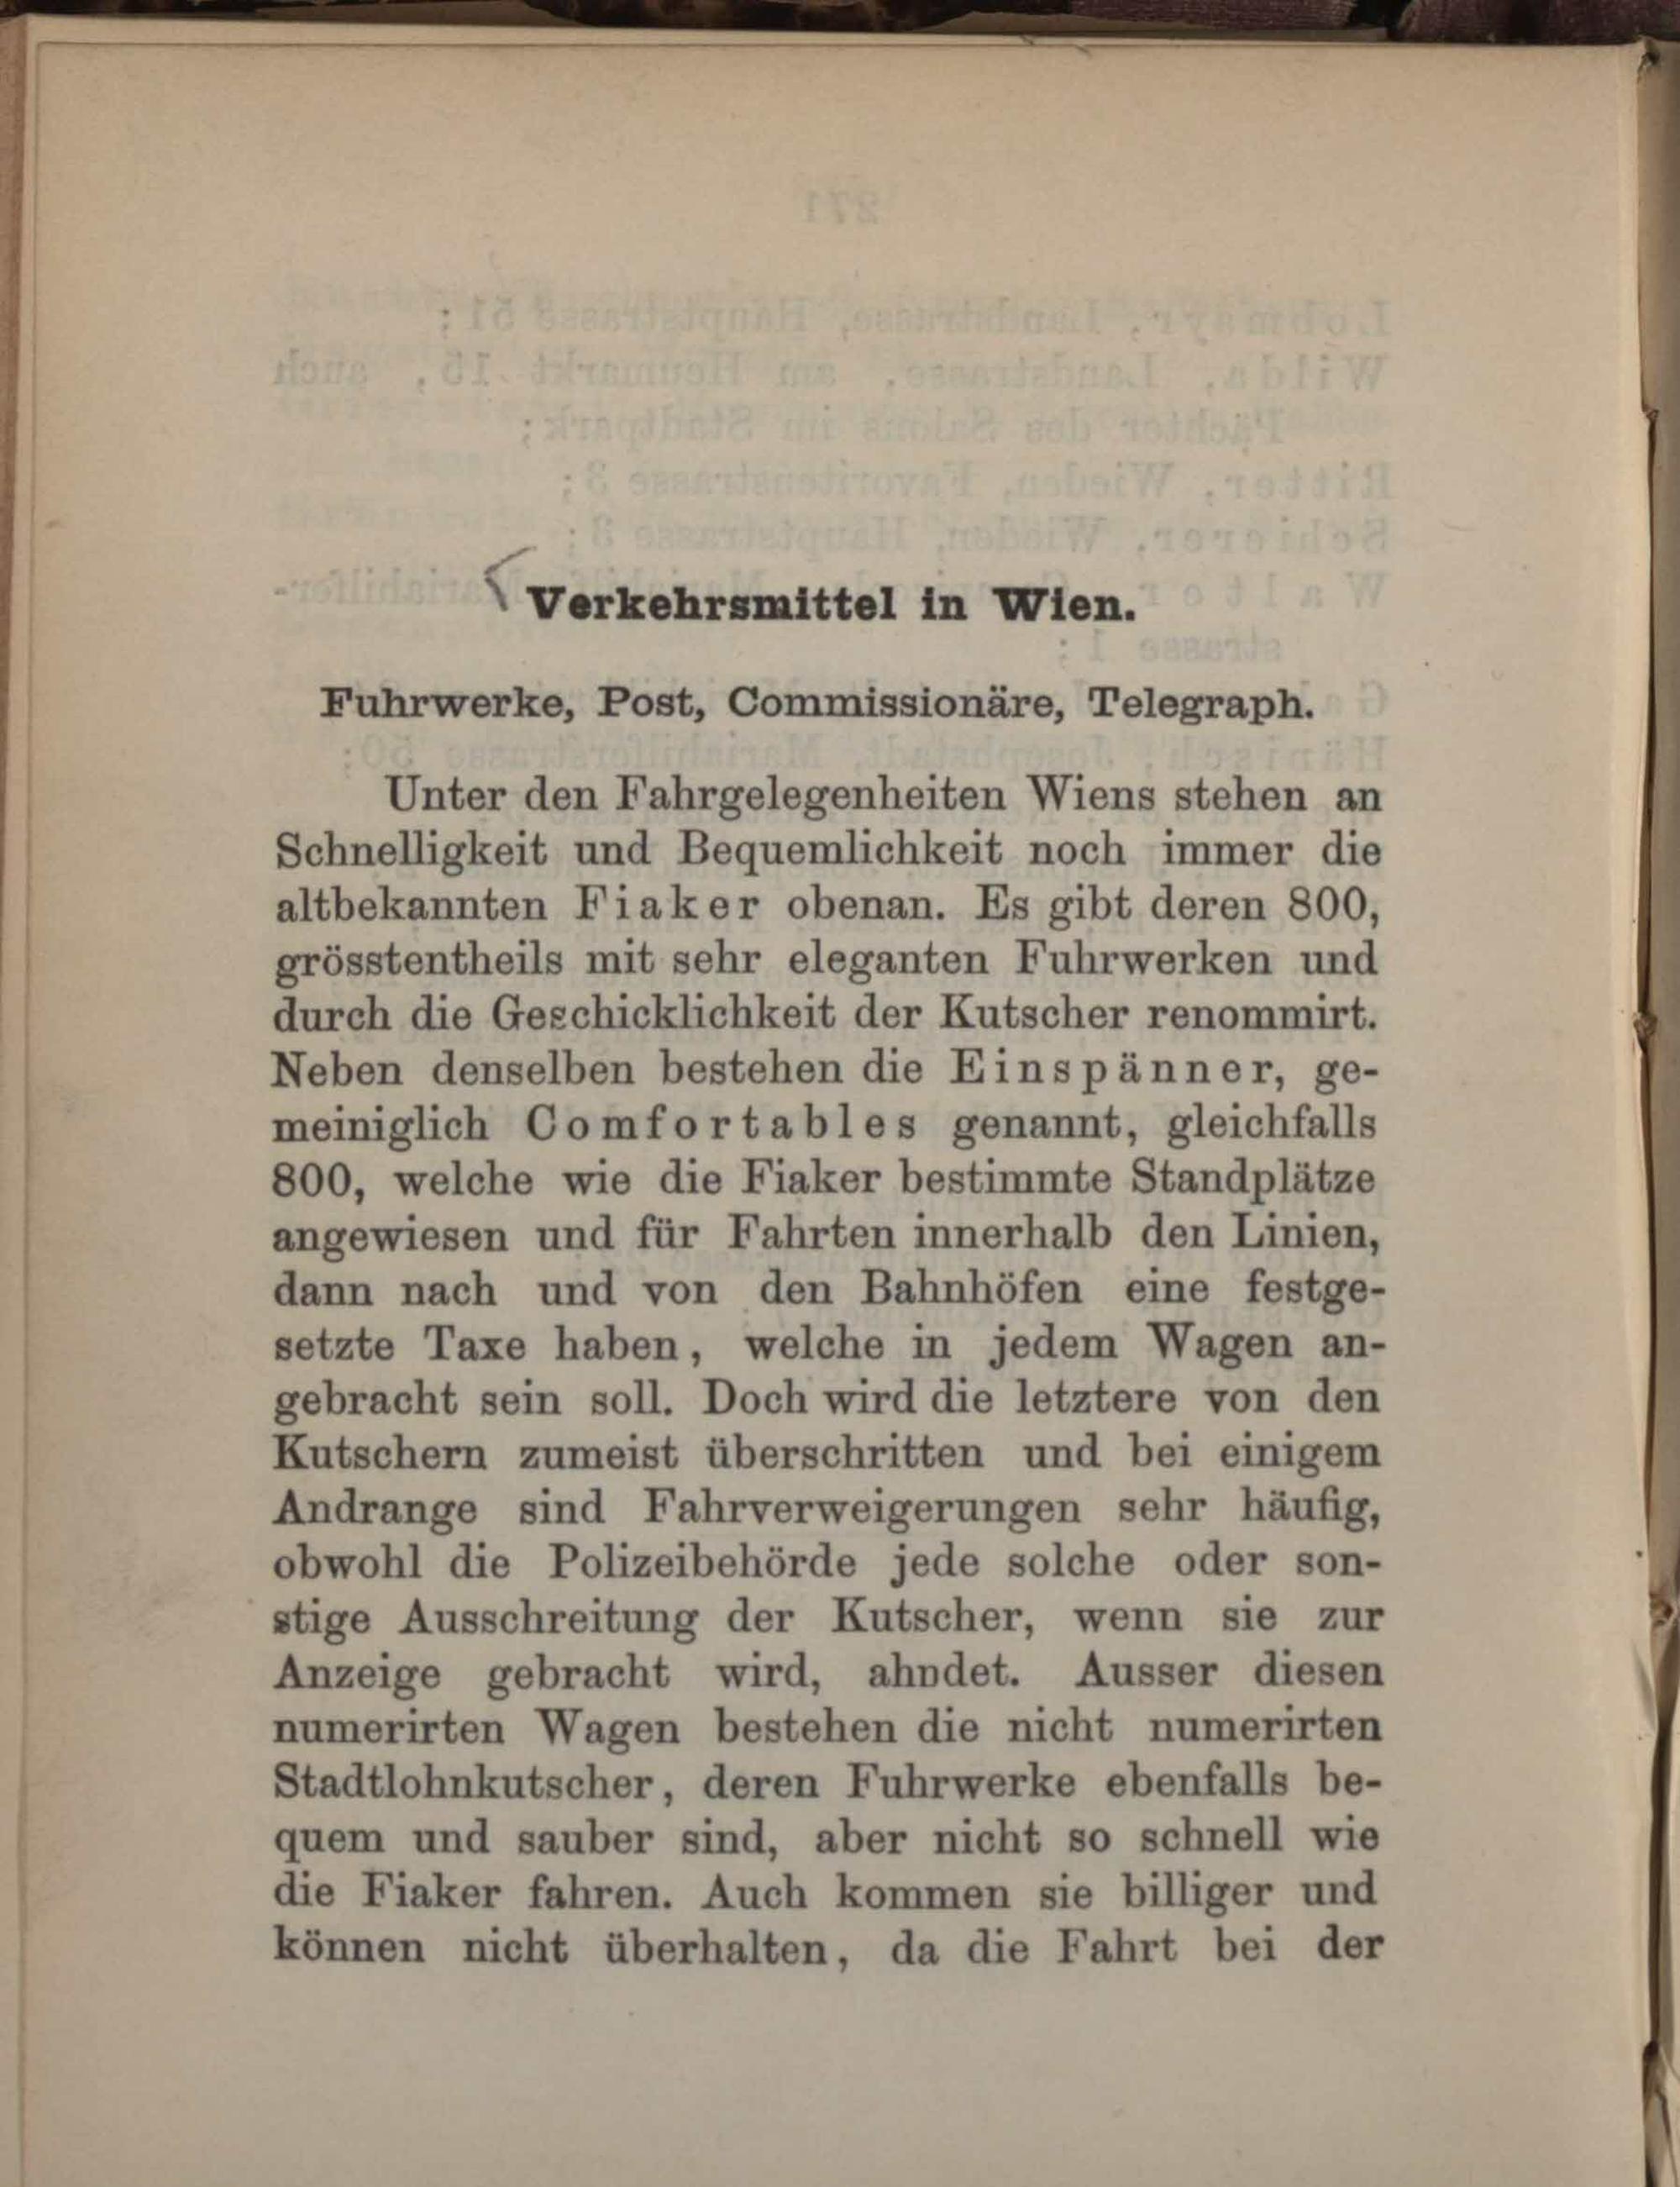 Verkehrsmittel in Wien.
Fuhrwerke, Post, Commissionäre, Telegraph.
Unter den Fahrgelegenheiten Wiens stehen an
Schnelligkeit und Bequemlichkeit noch immer die
altbekannten Fiaker obenan. Es gibt deren 800,
grösstentheils mit sehr eleganten Fuhrwerken und
durch die Geschicklichkeit der Kutscher renommirt.
Neben denselben bestehen die Einspänner, ge-
meiniglich Comfortables genannt, gleichfalls
800, welche wie die Fiaker bestimmte Standplätze
angewiesen und für Fahrten innerhalb den Linien,
dann nach und von den Bahnhöfen eine festge-
setzte Taxe haben, welche in jedem Wagen an-
gebracht sein soll. Doch wird die letztere von den
Kutschern zumeist überschritten und bei einigem
Andrange sind Fahrverweigerungen sehr häufig,
obwohl die Polizeibehörde jede solche oder son-
stige Ausschreitung der Kutscher, wenn sie zur
Anzeige gebracht wird, ahndet. Ausser diesen
numerirten Wagen bestehen die nicht numerirten
Stadtlohnkutscher, deren Fuhrwerke ebenfalls be-
quem und sauber sind, aber nicht so schnell wie
die Fiaker fahren. Auch kommen sie billiger und
können nicht überhalten, da die Fahrt bei der